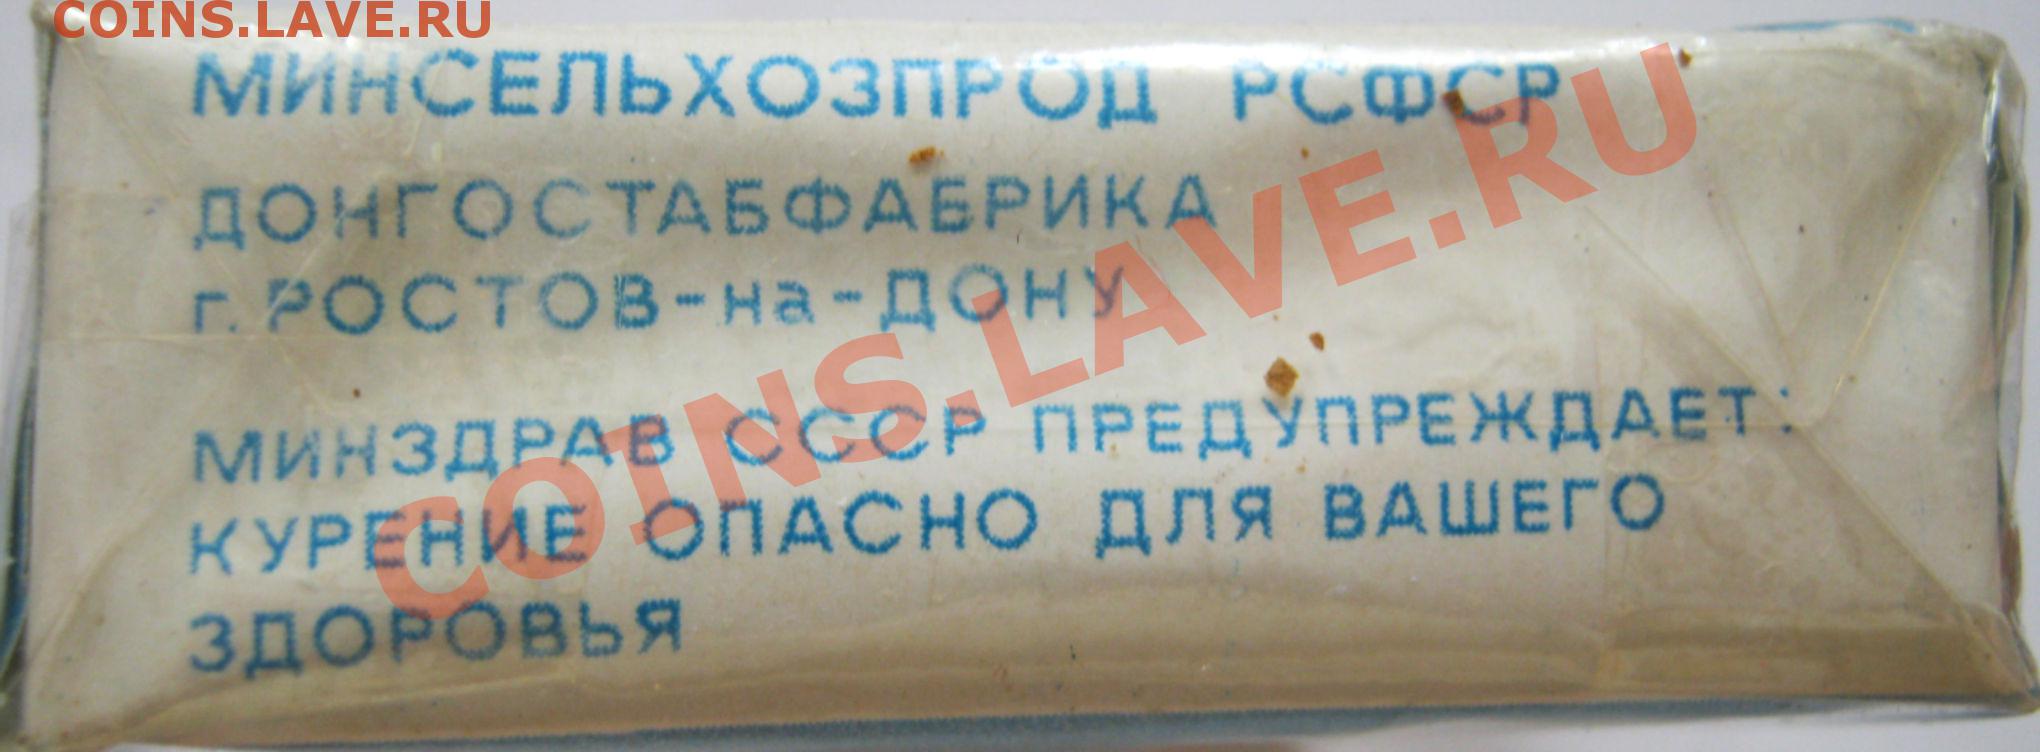 COINS.LAVE.RU
МИНСЕЛЬХОЗПРОД РСФСР
ДОНГОСТАБФАБРИКА
г. РОСТОВ-на-ДОНУ
МИНЗДРАВ СССР ПРЕДУПРЕЖДАЕТ:
КУРЕНИЕ ОПАСНО ДЛЯ ВАШЕГО
ЗДОРОВЬЯ
COINS.LAVE.RU